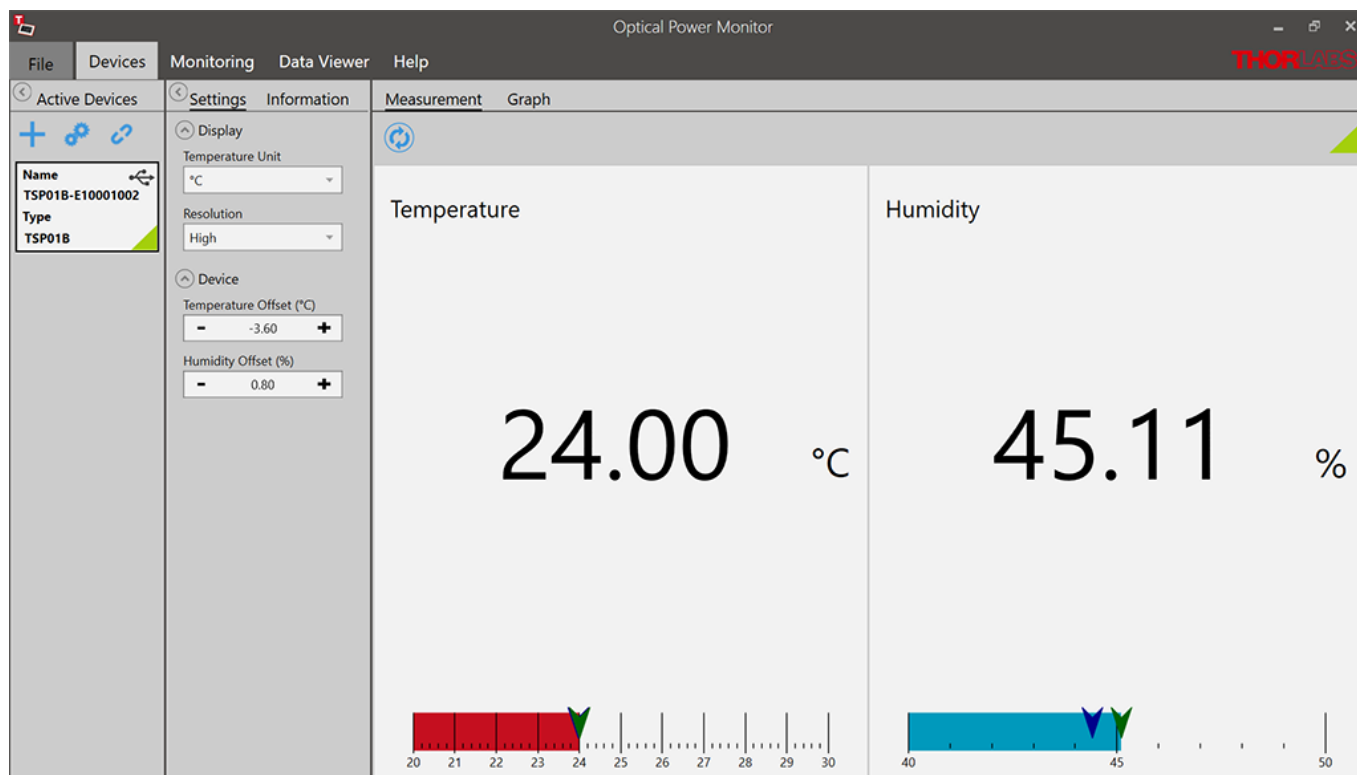 Optical Power Monitor
File Devices Monitoring Data Viewer Help
THORLABS
Active Devices
Settings Information
Measurement Graph
Name
TSP01B-E10001002
Type
TSP01B
Display
Temperature Unit
°C
Resolution
High
Device
Temperature Offset (°C)
- -3.60 +
Humidity Offset (%)
- 0.80 +
Temperature
24.00 °C
20 21 22 23 24 25 26 27 28 29 30
Humidity
45.11 %
40 45 50